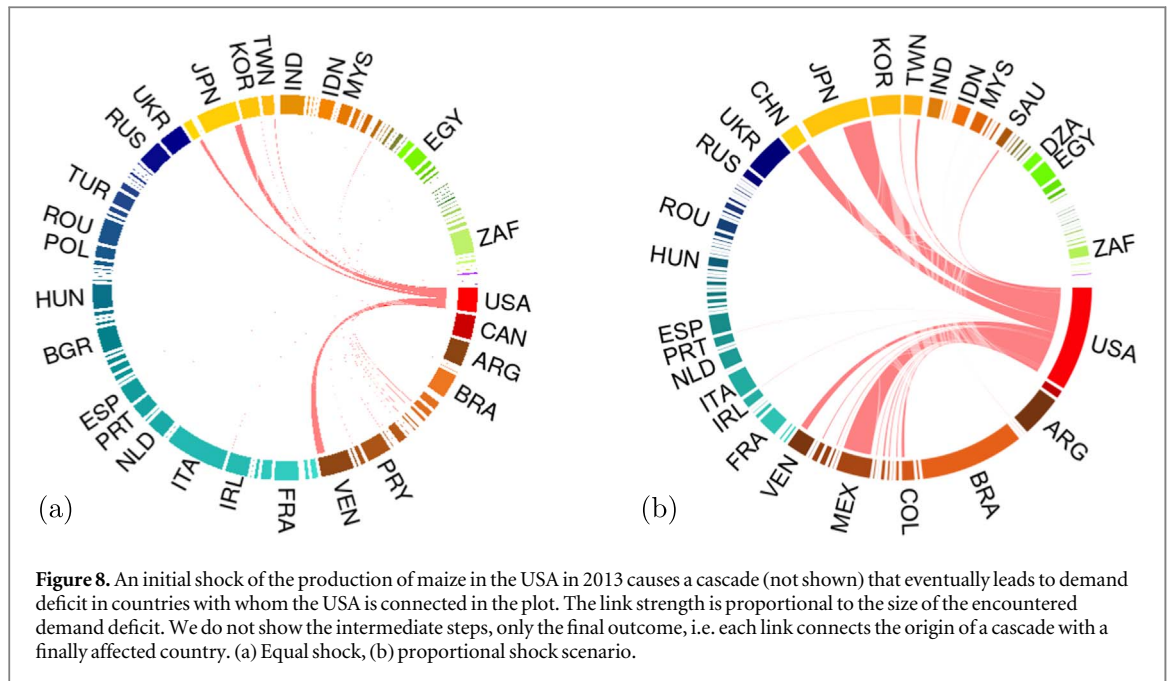 TWN
KOR
JPN
IND
IDN
MYS
UKR
RUS
EGY
TUR
ROU
POL
ZAF
HUN
USA
CAN
BGR
ARG
BRA
ESP
PRT
NLD
ITA
IRL
FRA
VEN
PRY
(a)
TWN
KOR
JPN
IND
IDN
MYS
SAU
CHN
UKR
RUS
DZA
EGY
ROU
ZAF
HUN
USA
ESP
PRT
NLD
ITA
IRL
FRA
ARG
VEN
MEX
COL
BRA
(b)
Figure 8. An initial shock of the production of maize in the USA in 2013 causes a cascade (not shown) that eventually leads to demand
deficit in countries with whom the USA is connected in the plot. The link strength is proportional to the size of the encountered
demand deficit. We do not show the intermediate steps, only the final outcome, i.e. each link connects the origin of a cascade with a
finally affected country. (a) Equal shock, (b) proportional shock scenario.